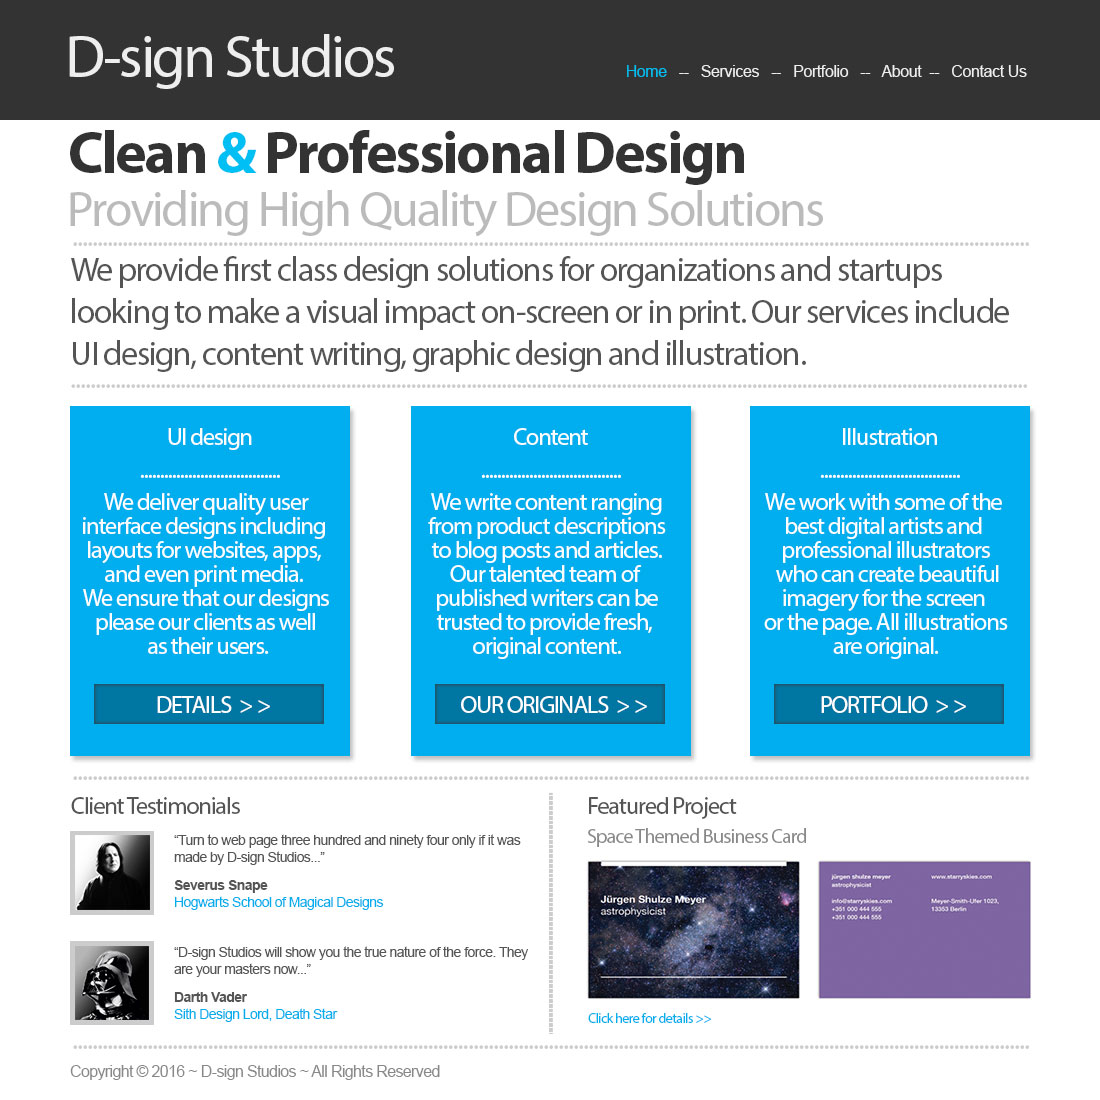 D-sign Studios
Home -- Services -- Portfolio -- About -- Contact Us
Clean & Professional Design
Providing High Quality Design Solutions
We provide first class design solutions for organizations and startups
looking to make a visual impact on-screen or in print. Our services include
UI design, content writing, graphic design and illustration.
UI design
We deliver quality user
interface designs including
layouts for websites, apps,
and even print media.
We ensure that our designs
please our clients as well
as their users.
DETAILS >>
Content
We write content ranging
from product descriptions
to blog posts and articles.
Our talented team of
published writers can be
trusted to provide fresh,
original content.
OUR ORIGINALS >>
Illustration
We work with some of the
best digital artists and
professional illustrators
who can create beautiful
imagery for the screen
or the page. All illustrations
are original.
PORTFOLIO >>
Client Testimonials
“Turn to web page three hundred and ninety four only if it was
made by D-sign Studios...”
Severus Snape
Hogwarts School of Magical Designs
“D-sign Studios will show you the true nature of the force. They
are your masters now...”
Darth Vader
Sith Design Lord, Death Star
Featured Project
Space Themed Business Card
Jürgen Shulze Meyer
astrophysicist
jürgen shulze meyer
astrophysicist
info@starryskies.com
+351 000 444 555
+351 000 444 555
www.starryskies.com
Meyer-Smith-Ufer 1023,
13353 Berlin
Click here for details >>
Copyright © 2016 ~ D-sign Studios ~ All Rights Reserved